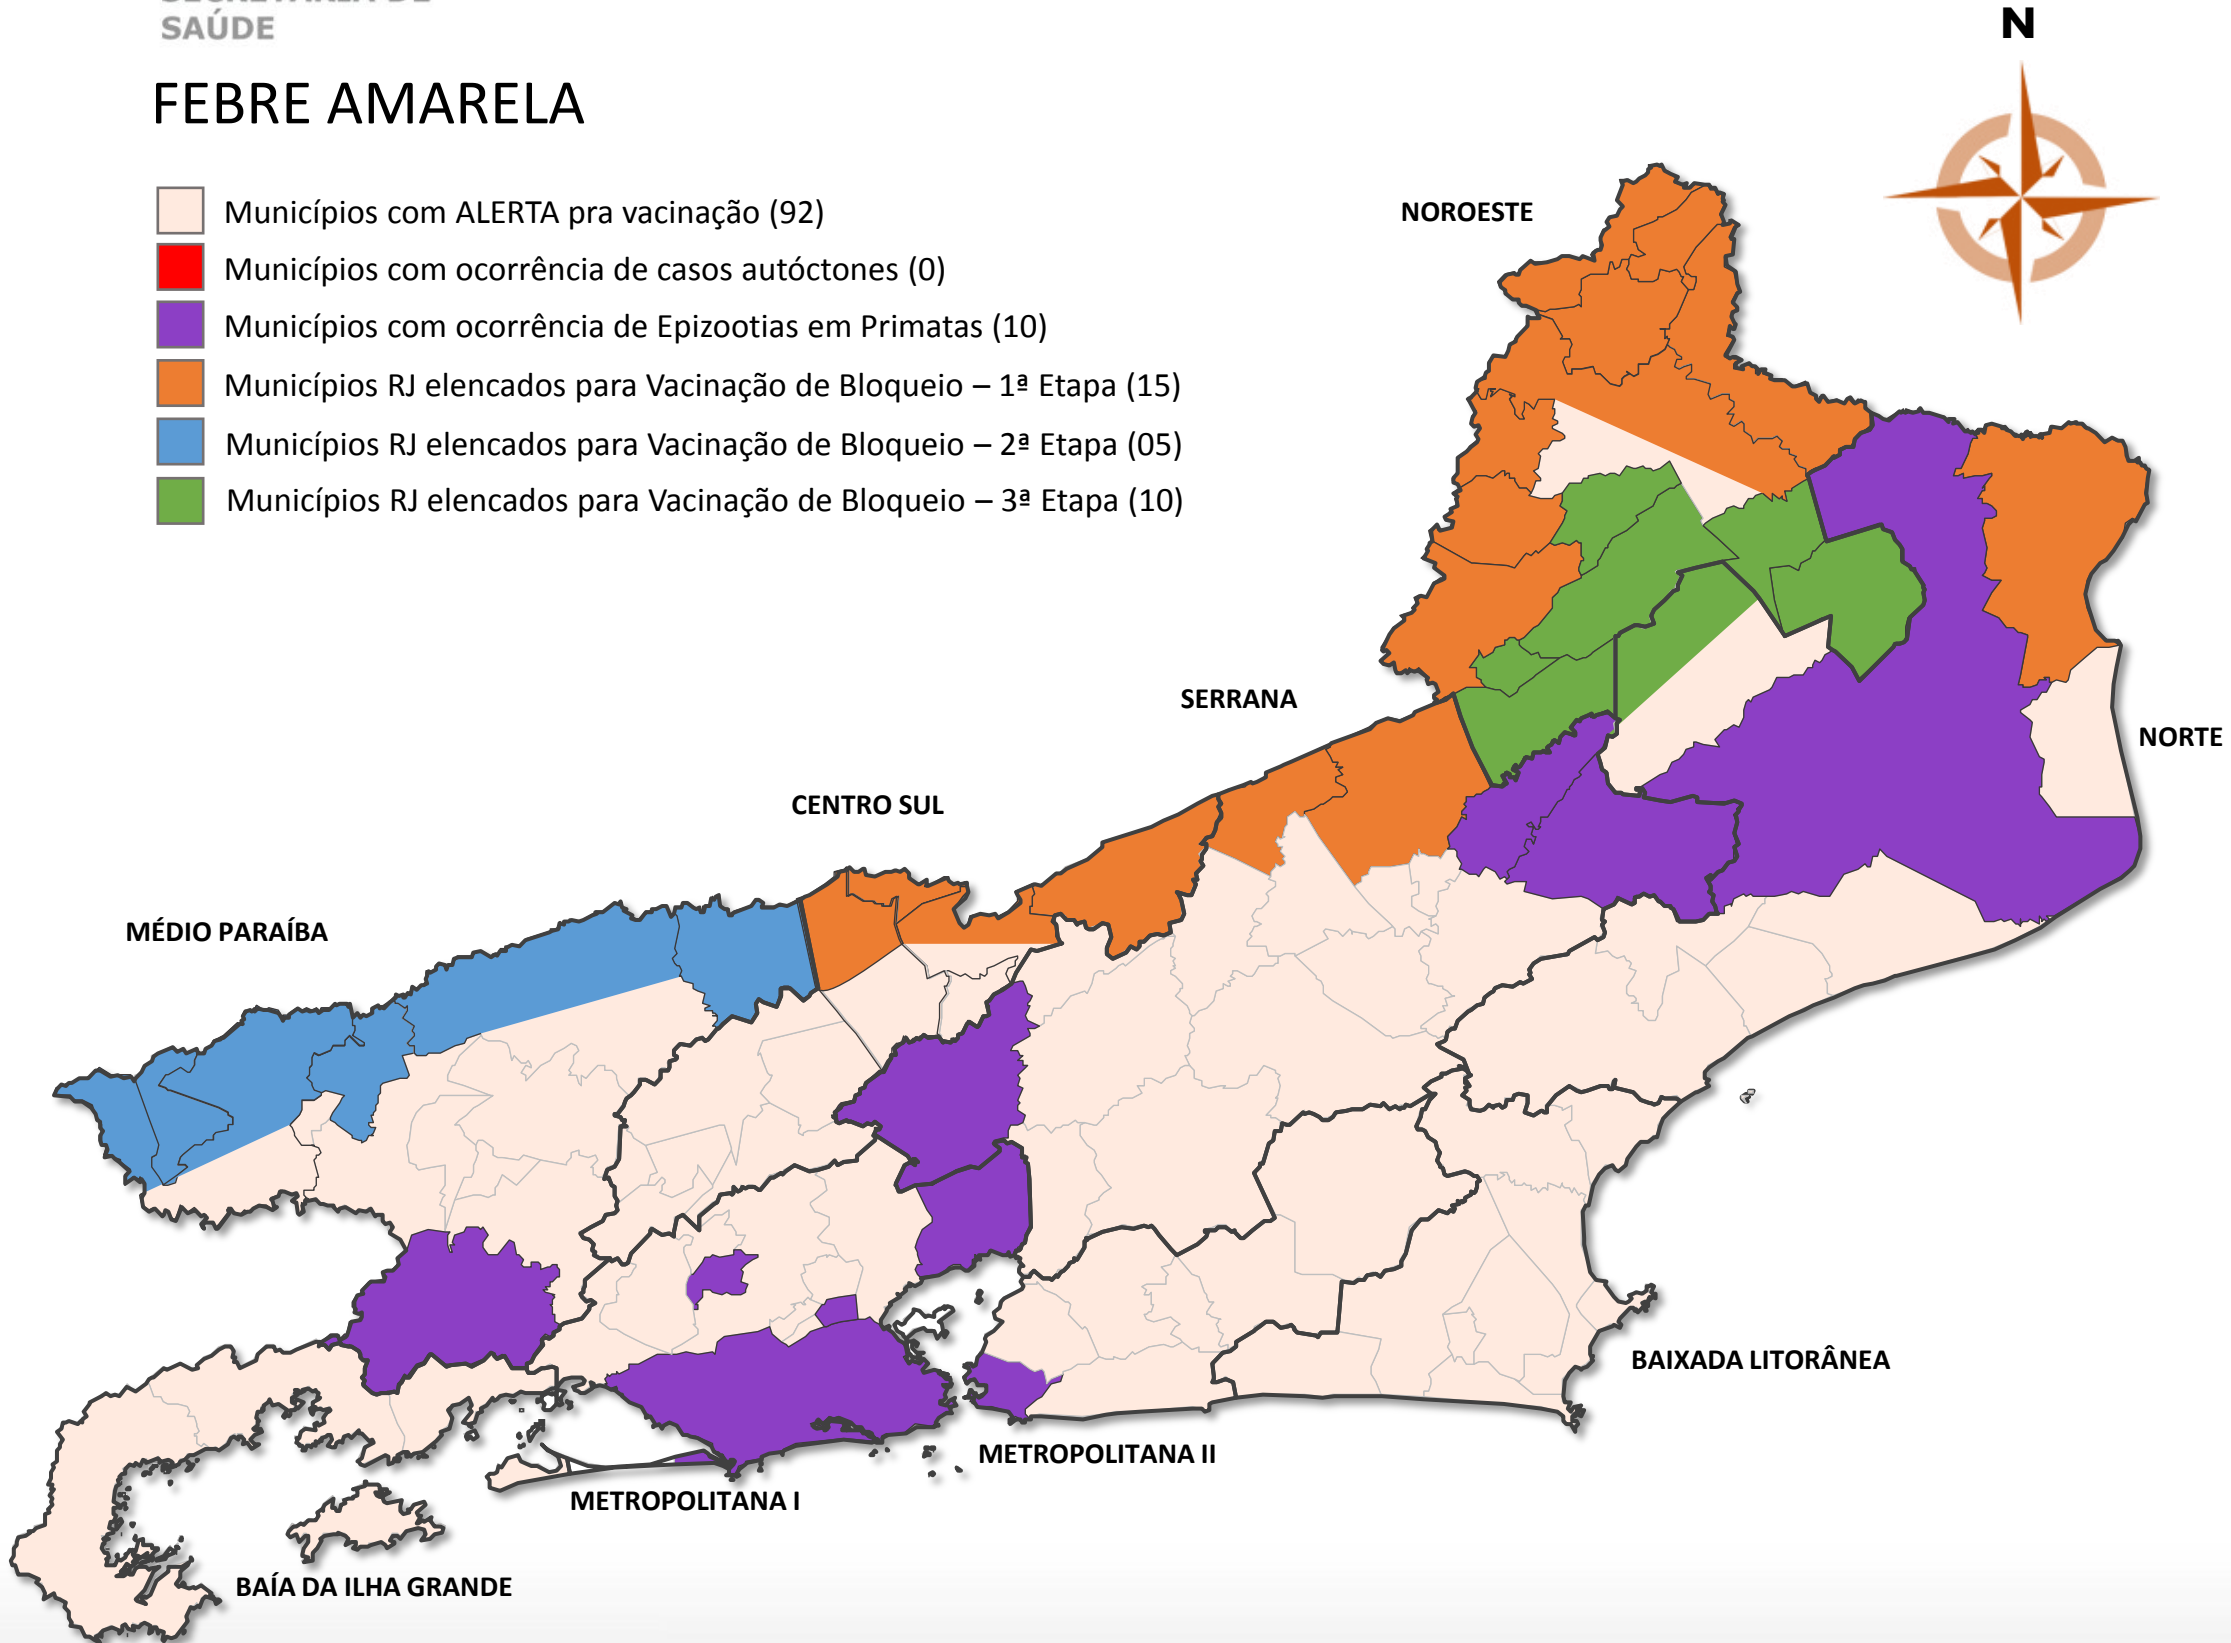 SECRETARIA DE
SAÚDE
N
FEBRE AMARELA
Municípios com ALERTA pra vacinação (92)
Municípios com ocorrência de casos autóctones (0)
Municípios com ocorrência de Epizootias em Primatas (10)
Municípios RJ elencados para Vacinação de Bloqueio – 1ª Etapa (15)
Municípios RJ elencados para Vacinação de Bloqueio – 2ª Etapa (05)
Municípios RJ elencados para Vacinação de Bloqueio – 3ª Etapa (10)
NOROESTE
SERRANA
NORTE
CENTRO SUL
MÉDIO PARAÍBA
BAIXADA LITORÂNEA
METROPOLITANA II
METROPOLITANA I
BAÍA DA ILHA GRANDE